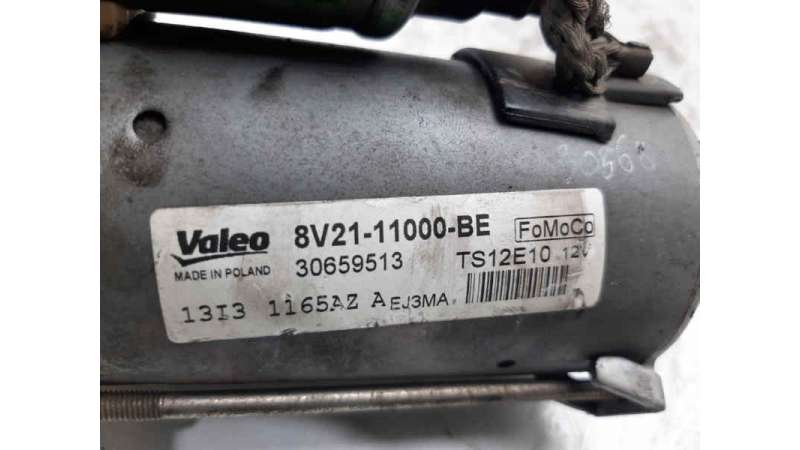 Valeo 8V21-11000-BE FoMoCo
MADE IN POLAND 30659513 TS12E10 12V
13I3 1165AZ A EJ3MA